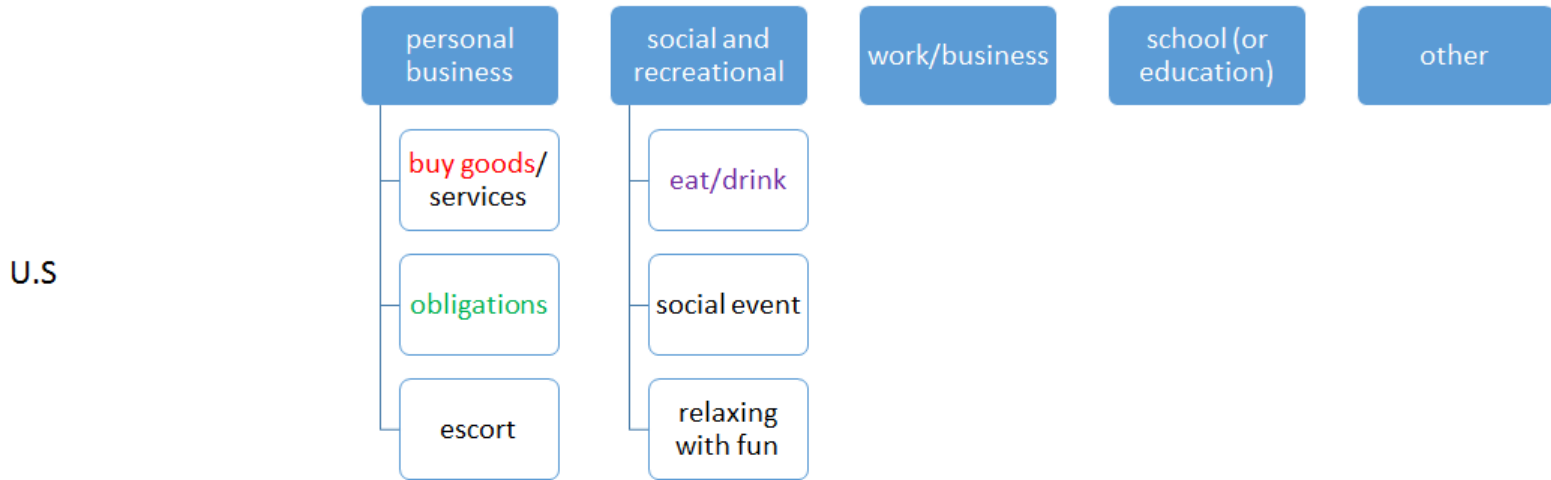 personal
business
social and
recreational
work/business
school (or
education)
other
buy goods/
services
eat/drink
U.S
obligations
social event
escort
relaxing
with fun